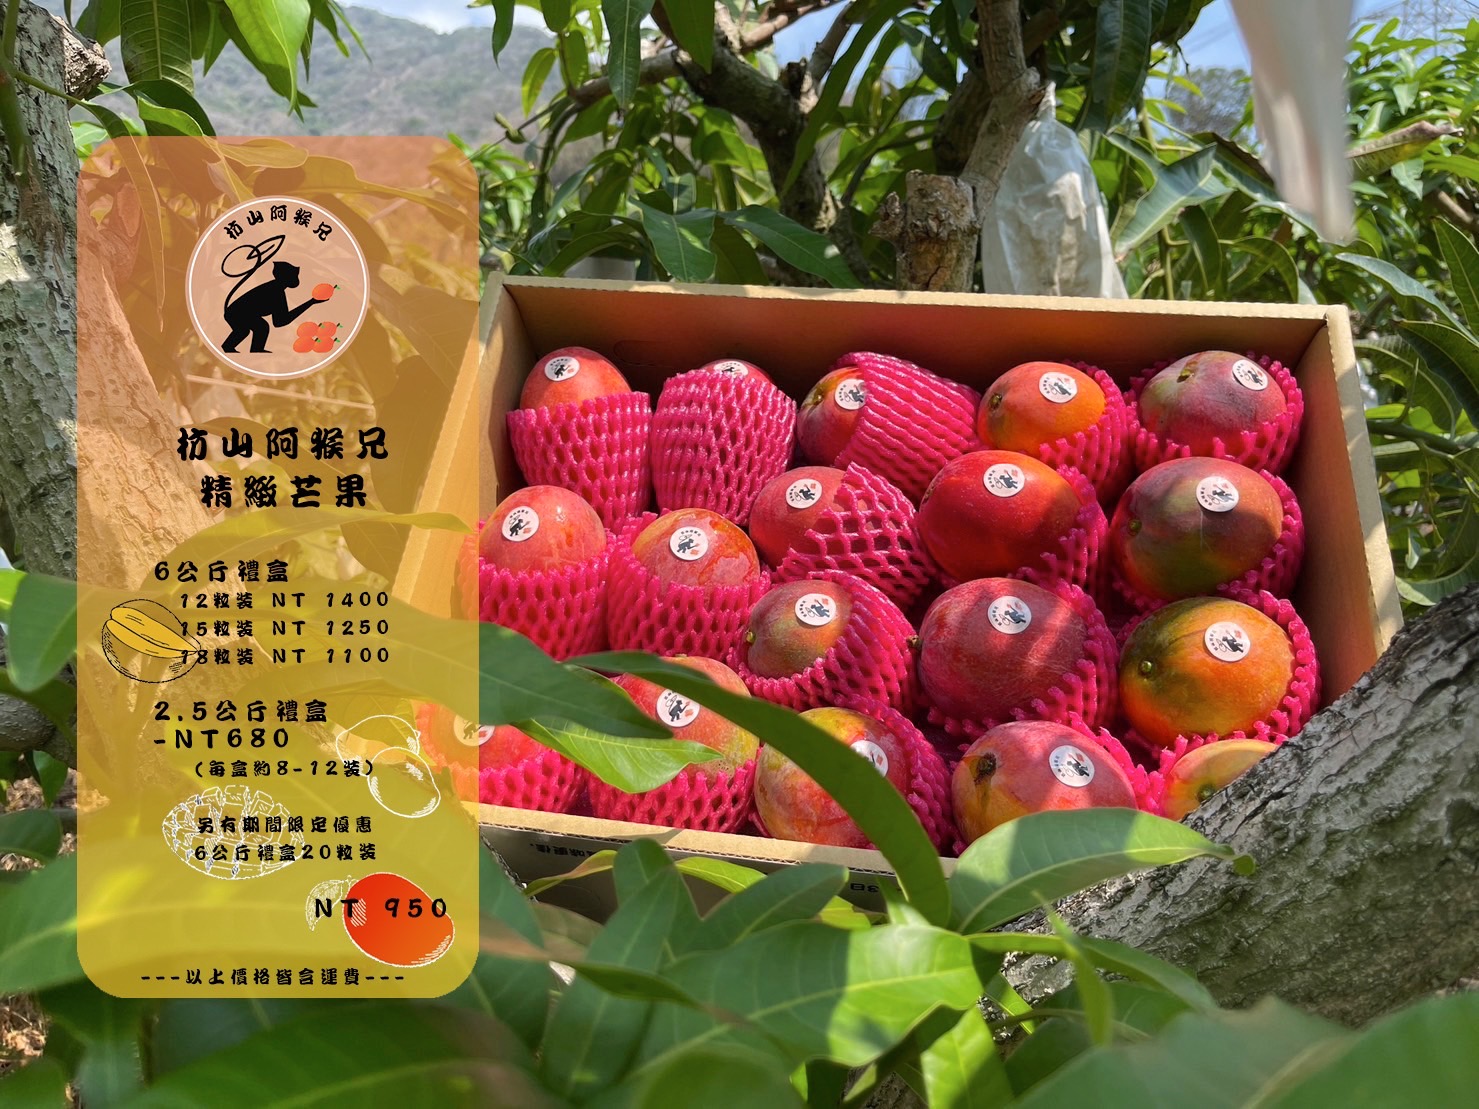 枋山阿猴兄
枋山阿猴兄
精緻芒果
6公斤禮盒
12粒裝 NT 1400
15粒裝 NT 1250
18粒裝 NT 1100
2.5公斤禮盒
-NT680
(每盒約8-12裝)
另有期間限定優惠
6公斤禮盒20粒裝
NT 950
---以上價格皆含運費---